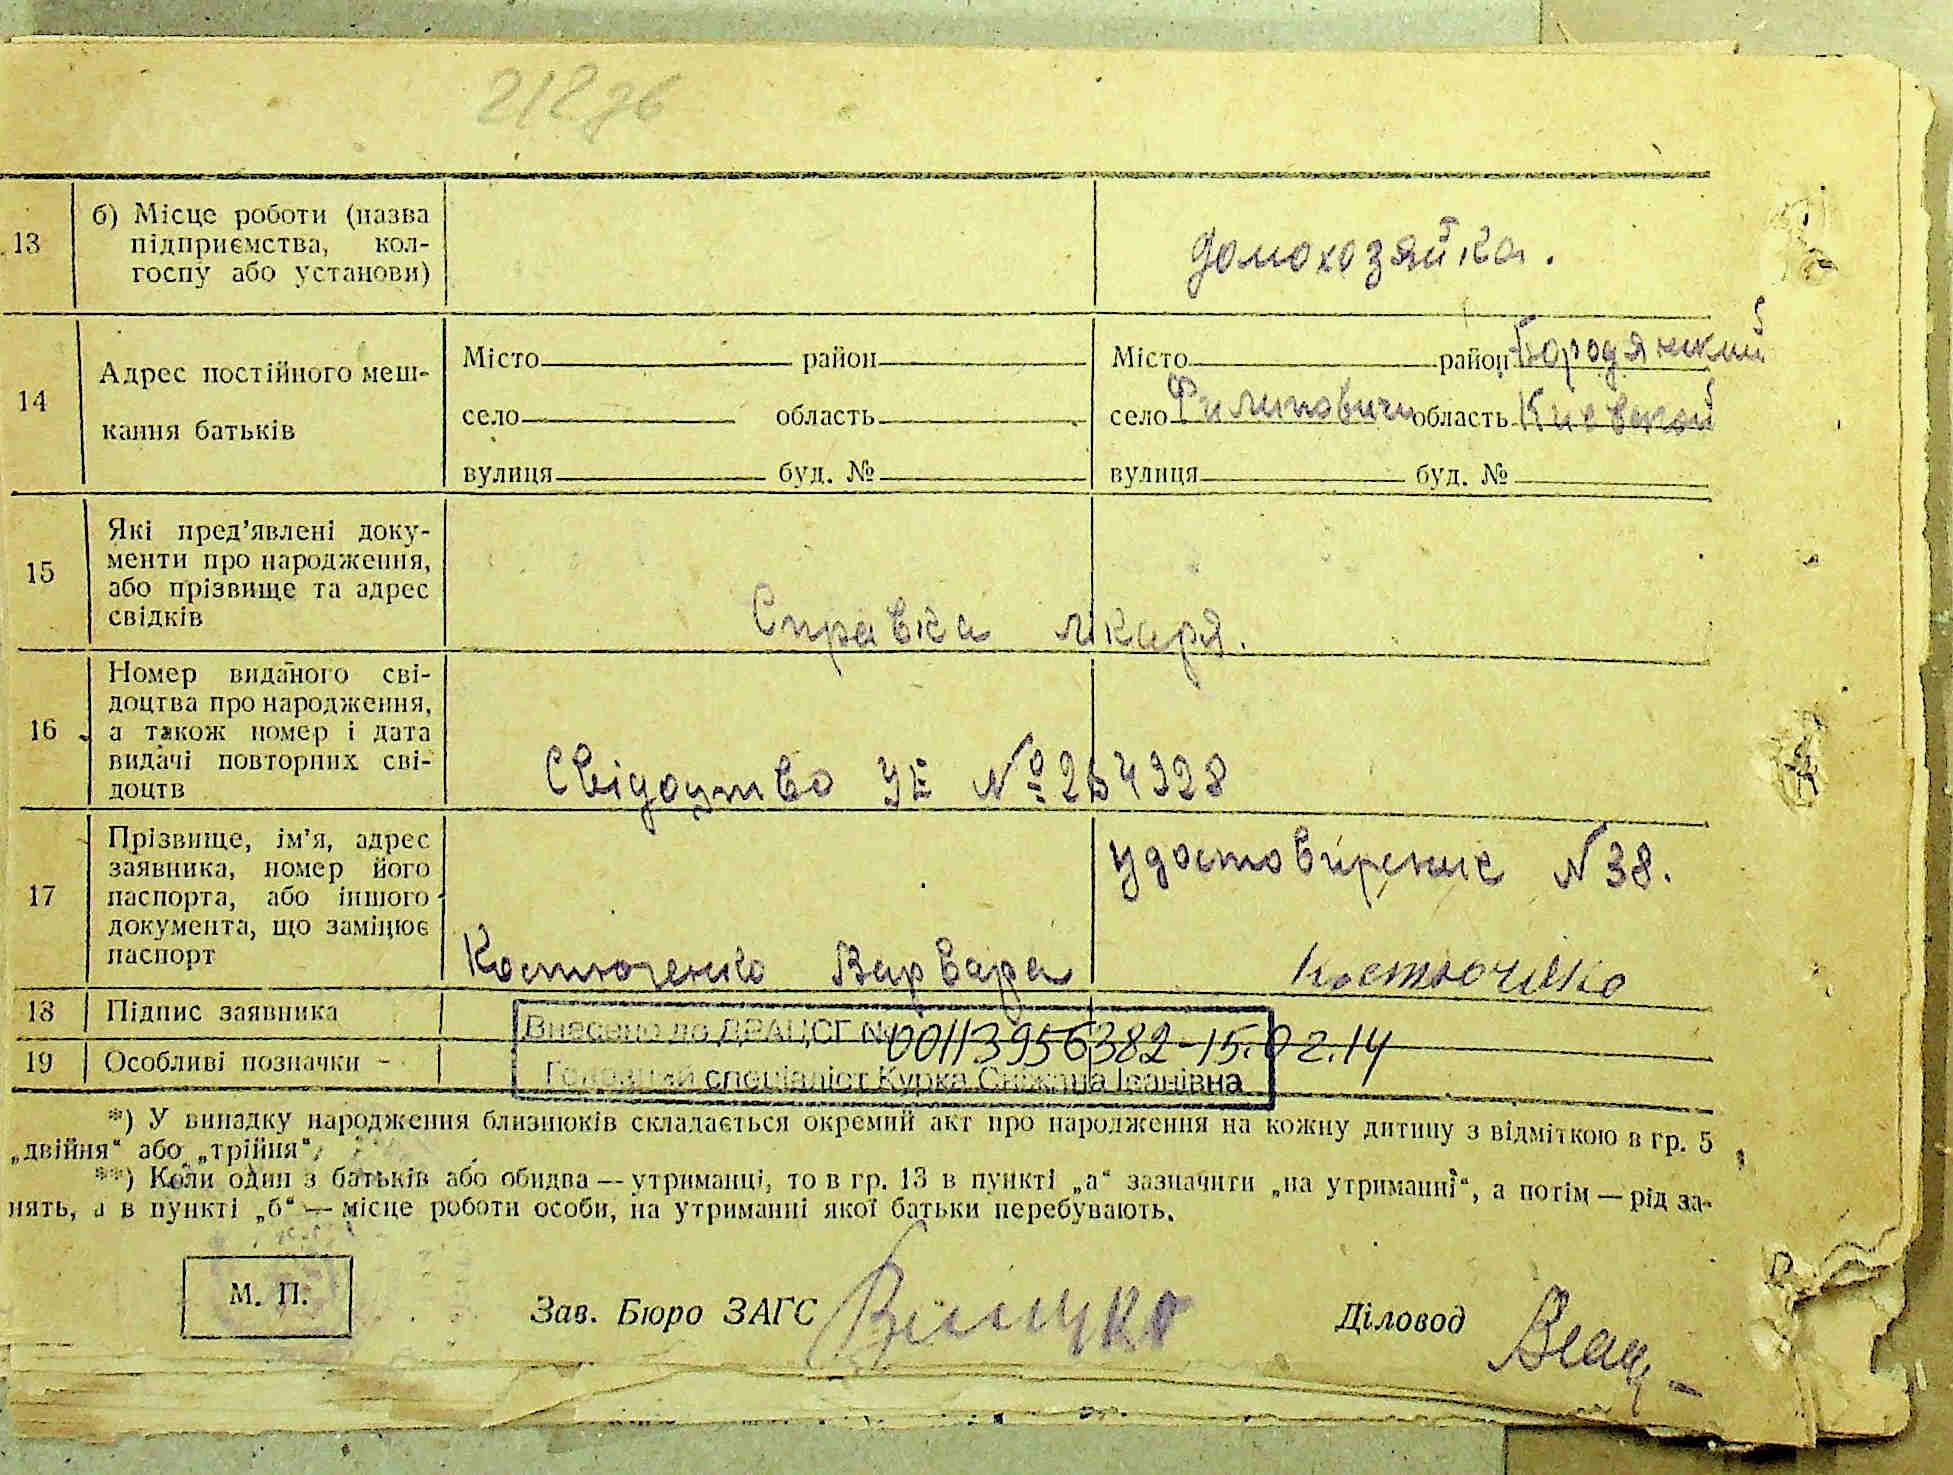 212зв
13 б) Місце роботи (назва
підприємства, кол-
госпу або установи)
домохозяйка.
14 Адрес постійного меш-
кання батьків
Місто район Місто район Бородянский
село область село Филиповичи область Киевской
вулиця буд. № вулиця буд. №
15 Які пред'явлені доку-
менти про народження,
або прізвище та адрес
свідків
Справка лікаря.
16 Номер виданого сві-
доцтва про народження,
а також номер і дата
видачі повторних сві-
доцтв
Свідоцтво УЕ №
17 Прізвище, ім'я, адрес
заявника, номер його
паспорта, або іншого
документа, що заміцює
паспорт
удостовирение N 38.
Костюченко Варвара Костюченко
18 Підпис заявника
Внесено до ДРАЦСГ № 00113956382-15.02.14
19 Особливі позначки -
Головний спеціаліст Курка Сніжана Іванівна
*) У випадку народження близнюків складається окремий акт про народження на кожну дитину з відміткою в гр. 5
„двійня“ або „трійня“,
**) Коли один з батьків або обидва — утриманці, то в гр. 13 в пункті „а“ зазначити „на утриманні“, а потім — рід за-
нять, а в пункті „б“ — місце роботи особи, на утриманні якої батьки перебувають.
М. П. Зав. Бюро ЗАГС Діловод